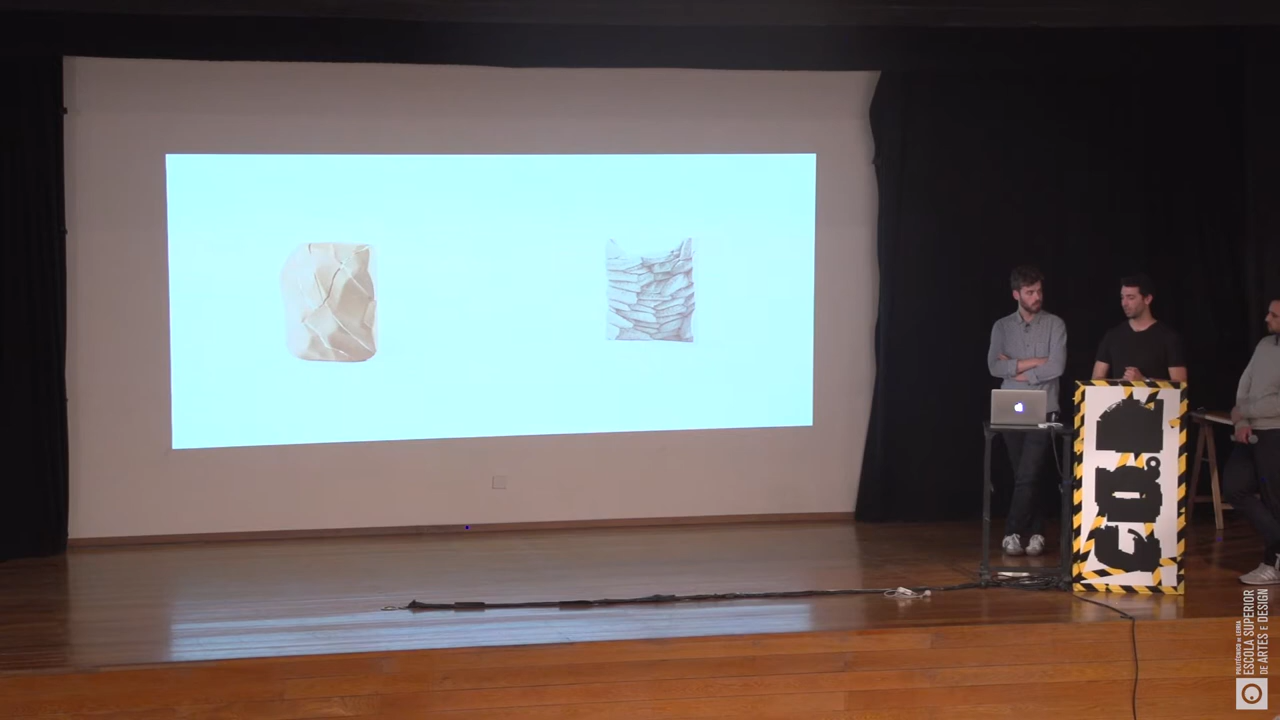 POLITÉCNICO DE LEIRIA
ESCOLA SUPERIOR
DE ARTES E DESIGN